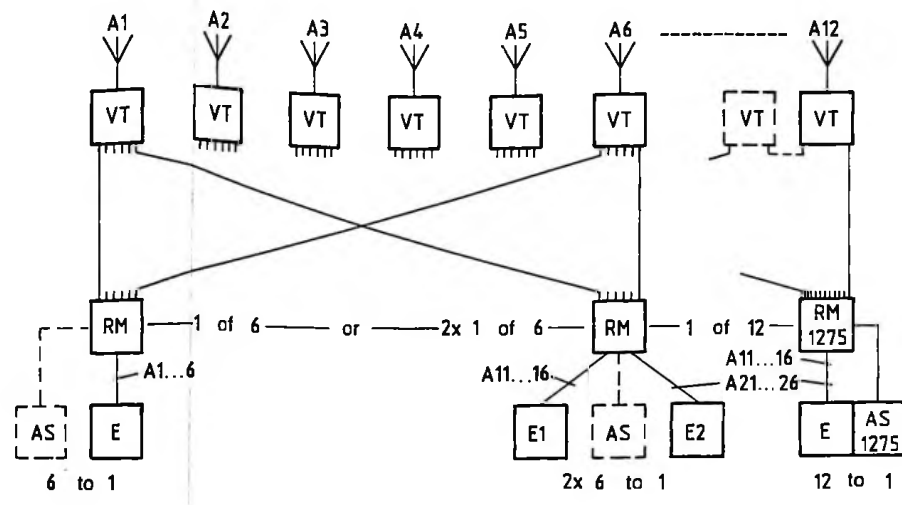 A1 A2 A3 A4 A5 A6 A12
VT VT VT VT VT VT VT VT
RM 1 of 6 or 2x 1 of 6 RM 1 of 12 RM
1275
A1...6 A11...16 A11...16
A21...26
AS E E1 AS E2 E AS
1275
6 to 1 2x 6 to 1 12 to 1